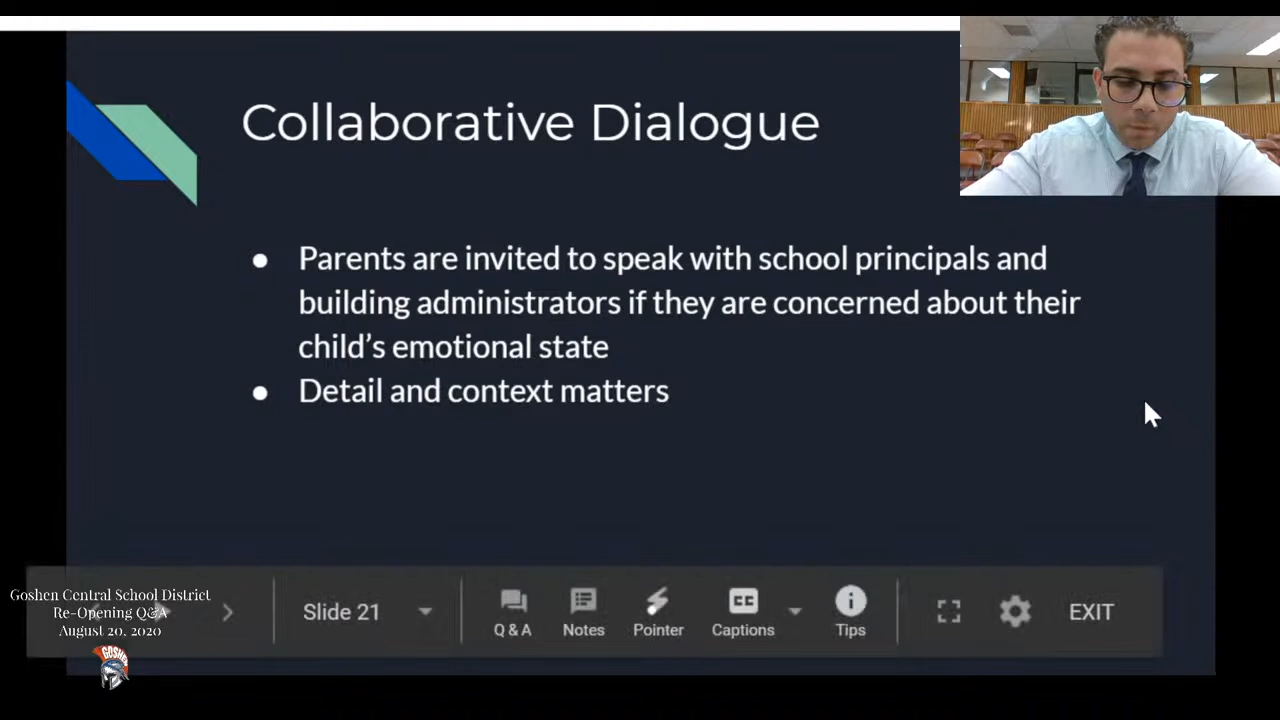 Collaborative Dialogue
● Parents are invited to speak with school principals and
building administrators if they are concerned about their
child's emotional state
● Detail and context matters
Goshen Central School District
Re-Opening Q&A
August 20, 2020
GOSHEN
Slide 21
Q & A
Notes
Pointer
CC
Captions
Tips
EXIT